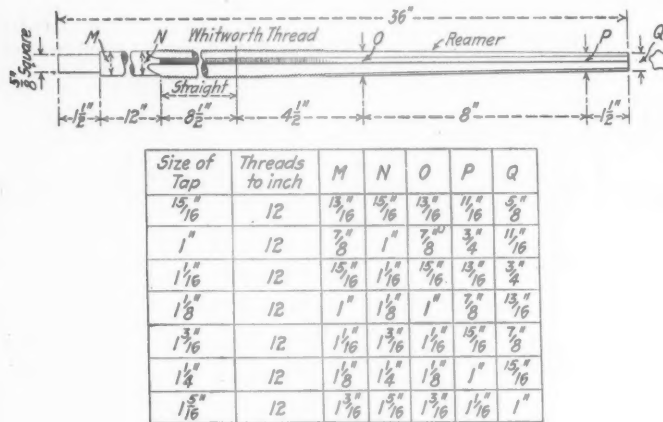 36"
M N Whitworth Thread O Reamer P Q
5/8" Square
Straight
1 1/2" 12" 8 1/2" 4 1/2" 8" 1 1/2"
Size of Tap Threads to inch M N O P Q
15/16" 12 13/16" 15/16" 13/16" 11/16" 5/8"
1" 12 7/8" 1" 7/8" 3/4" 11/16"
1 1/16" 12 15/16" 1 1/16" 15/16" 13/16" 3/4"
1 1/8" 12 1" 1 1/8" 1" 7/8" 13/16"
1 3/16" 12 1 1/16" 1 3/16" 1 1/16" 15/16" 7/8"
1 1/4" 12 1 1/8" 1 1/4" 1 1/8" 1" 15/16"
1 5/16" 12 1 3/16" 1 5/16" 1 3/16" 1 1/16" 1"